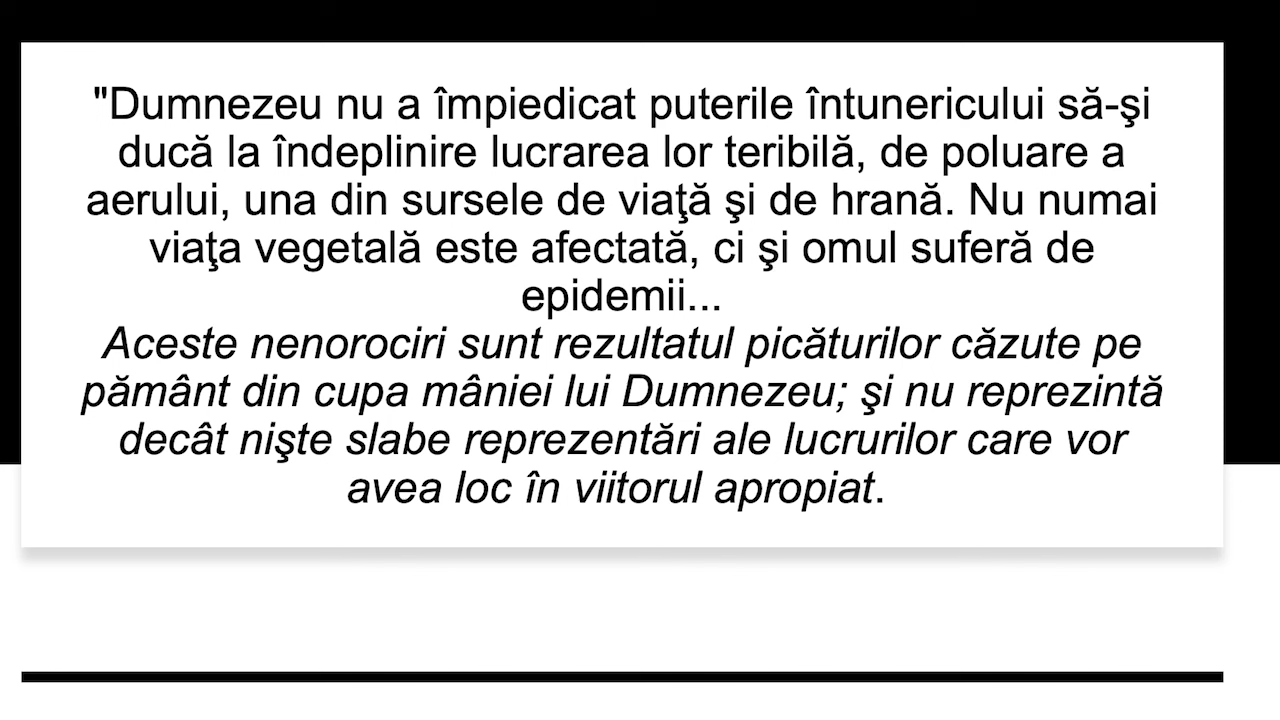 "Dumnezeu nu a împiedicat puterile întunericului să-şi
ducă la îndeplinire lucrarea lor teribilă, de poluare a
aerului, una din sursele de viaţă şi de hrană. Nu numai
viaţa vegetală este afectată, ci şi omul suferă de
epidemii...
Aceste nenorociri sunt rezultatul picăturilor căzute pe
pământ din cupa mâniei lui Dumnezeu; şi nu reprezintă
decât nişte slabe reprezentări ale lucrurilor care vor
avea loc în viitorul apropiat.